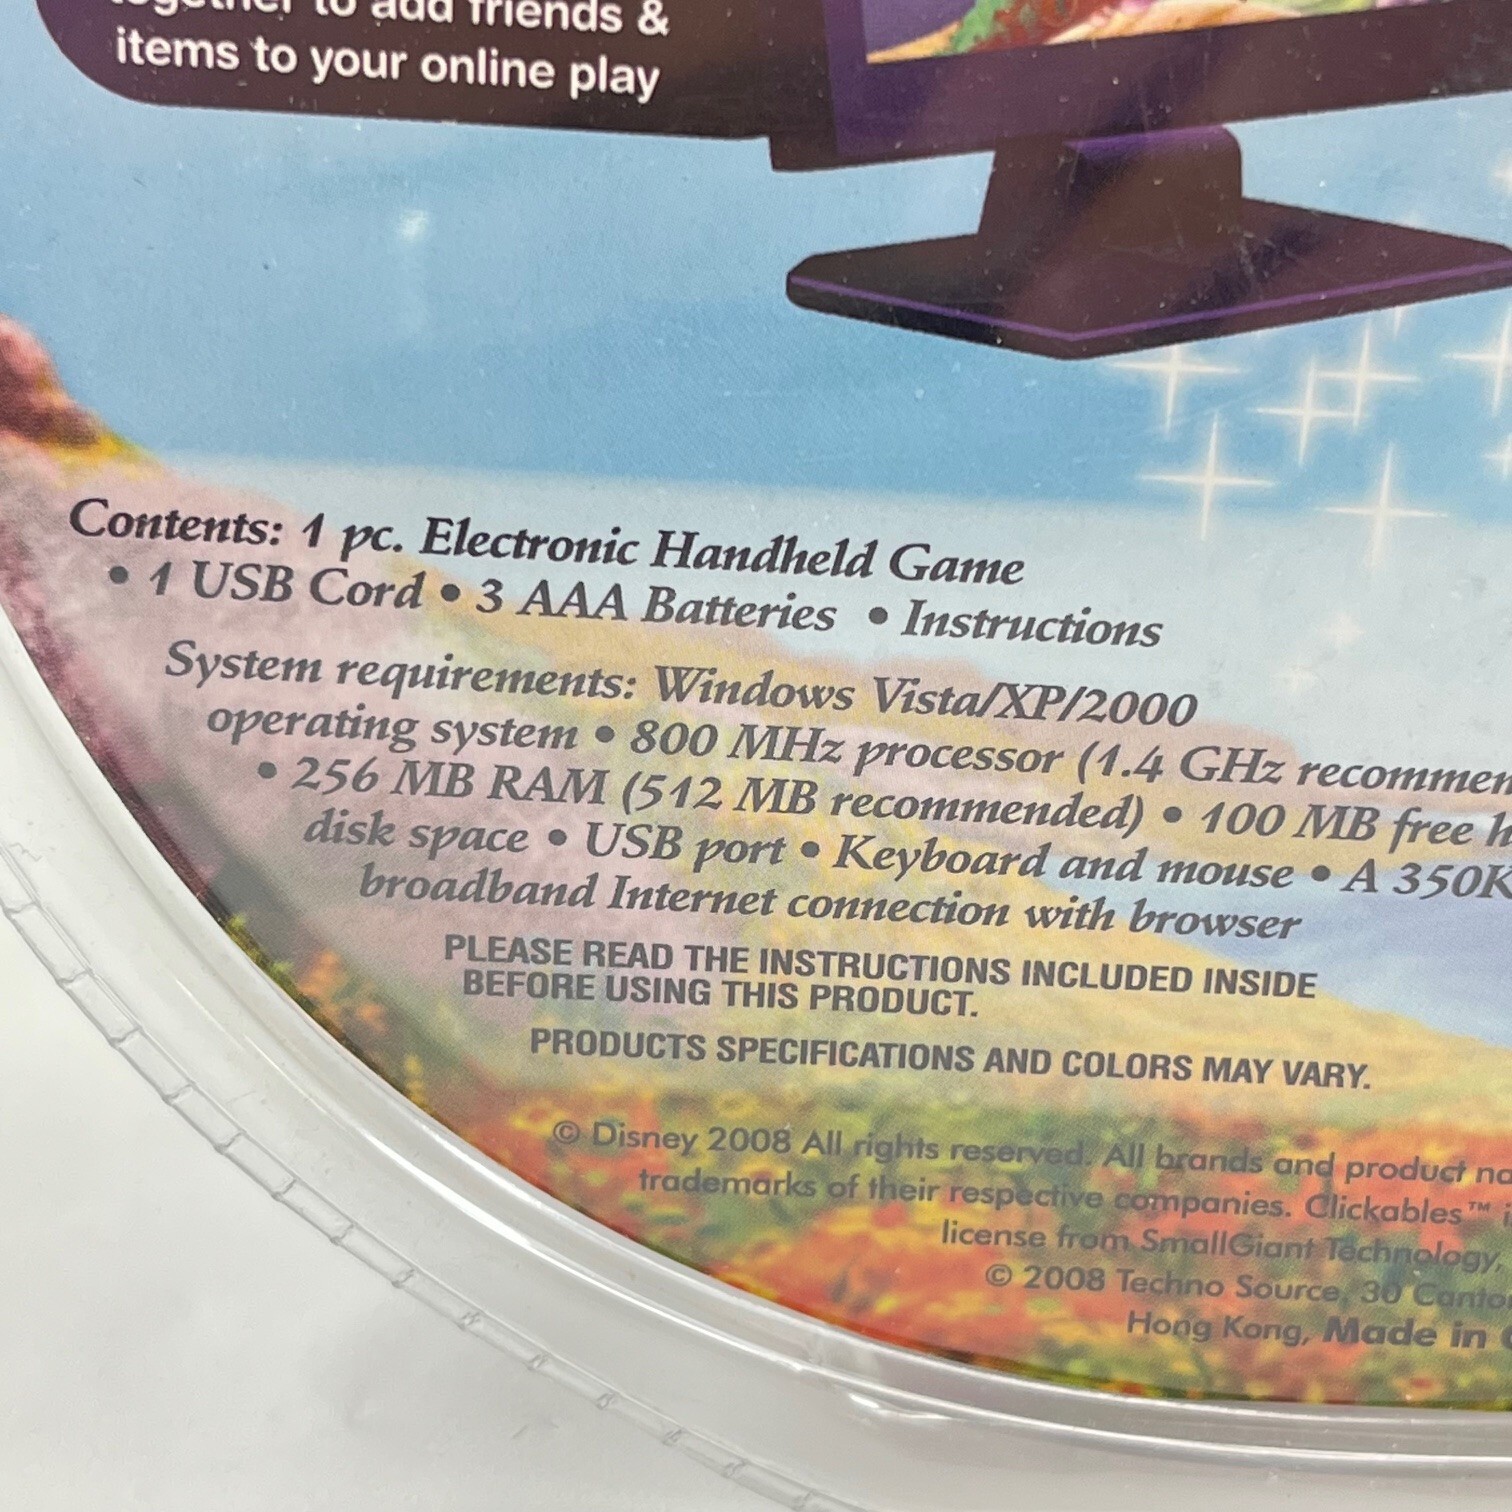 together to add friends &
items to your online play
Contents: 1 pc. Electronic Handheld Game
• 1 USB Cord • 3 AAA Batteries • Instructions
System requirements: Windows Vista/XP/2000
operating system • 800 MHz processor (1.4 GHz recommen
• 256 MB RAM (512 MB recommended) • 100 MB free h
disk space • USB port • Keyboard and mouse • A 350K
broadband Internet connection with browser
PLEASE READ THE INSTRUCTIONS INCLUDED INSIDE
BEFORE USING THIS PRODUCT.
PRODUCTS SPECIFICATIONS AND COLORS MAY VARY.
© Disney 2008 All rights reserved. All brands and product na
trademarks of their respective companies. Clickables™ i
license from SmallGiant Technology,
© 2008 Techno Source, 30 Canto
Hong Kong, Made in